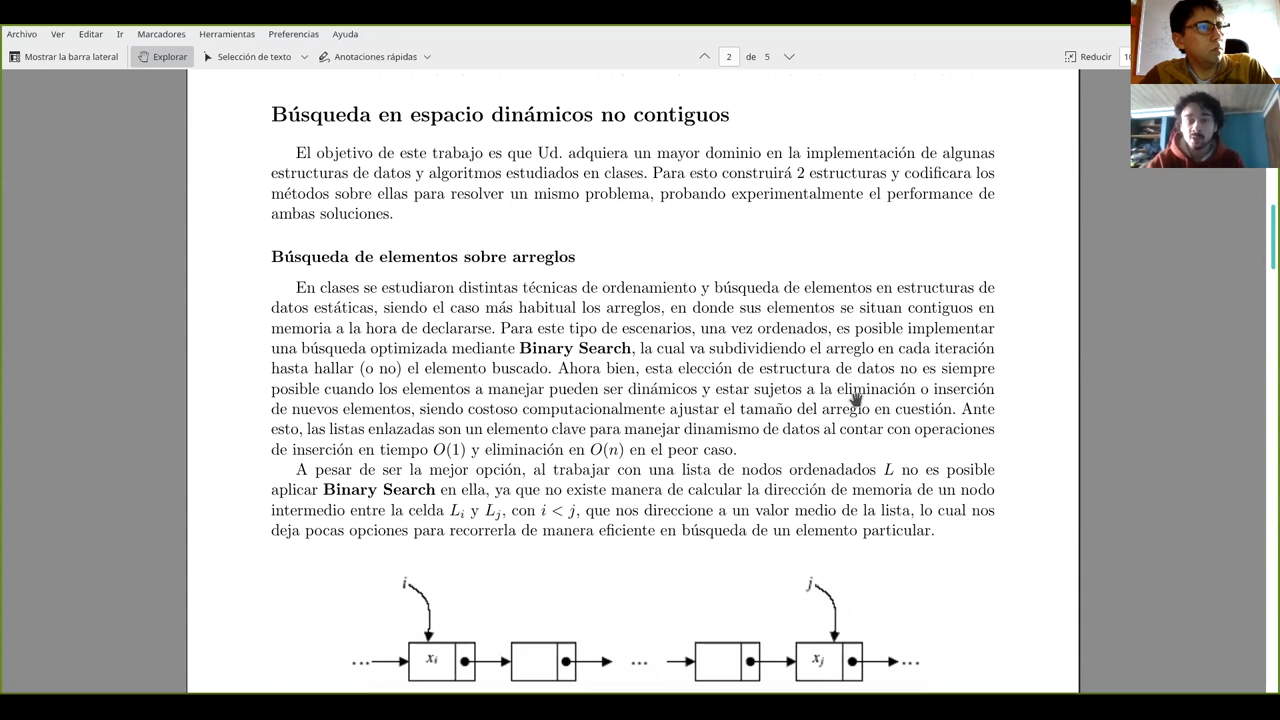 Archivo Ver Editar Ir Marcadores Herramientas Preferencias Ayuda
Mostrar la barra lateral Explorar Selección de texto Anotaciones rápidas 2 de 5 Reducir
Búsqueda en espacio dinámicos no contiguos
El objetivo de este trabajo es que Ud. adquiera un mayor dominio en la implementación de algunas
estructuras de datos y algoritmos estudiados en clases. Para esto construirá 2 estructuras y codificara los
métodos sobre ellas para resolver un mismo problema, probando experimentalmente el performance de
ambas soluciones.
Búsqueda de elementos sobre arreglos
En clases se estudiaron distintas técnicas de ordenamiento y búsqueda de elementos en estructuras de
datos estáticas, siendo el caso más habitual los arreglos, en donde sus elementos se situan contiguos en
memoria a la hora de declararse. Para este tipo de escenarios, una vez ordenados, es posible implementar
una búsqueda optimizada mediante Binary Search, la cual va subdividiendo el arreglo en cada iteración
hasta hallar (o no) el elemento buscado. Ahora bien, esta elección de estructura de datos no es siempre
posible cuando los elementos a manejar pueden ser dinámicos y estar sujetos a la eliminación o inserción
de nuevos elementos, siendo costoso computacionalmente ajustar el tamaño del arreglo en cuestión. Ante
esto, las listas enlazadas son un elemento clave para manejar dinamismo de datos al contar con operaciones
de inserción en tiempo O(1) y eliminación en O(n) en el peor caso.
A pesar de ser la mejor opción, al trabajar con una lista de nodos ordenadados L no es posible
aplicar Binary Search en ella, ya que no existe manera de calcular la dirección de memoria de un nodo
intermedio entre la celda Li y Lj, con i < j, que nos direccione a un valor medio de la lista, lo cual nos
deja pocas opciones para recorrerla de manera eficiente en búsqueda de un elemento particular.
i j
... xi ... xj ...